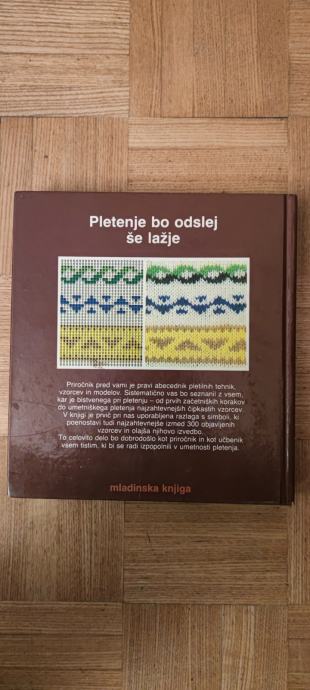 Pletenje bo odslej
še lažje
Priročnik pred vami je pravi abecednik pletilnih tehnik,
vzorcev in modelov. Sistematično vas bo seznanil z vsem,
kar je bistvenega pri pletenju – od prvih začetniških korakov
do umetniškega pletenja najzahtevnejših čipkastih vzorcev.
V knjigi je prvič pri nas uporabljena razlaga s simboli, ki
poenostavi tudi najzahtevnejše izmed 300 objavljenih
vzorcev in olajša njihovo izvedbo.
To celovito delo bo dobrodošlo kot priročnik in kot učbenik
vsem tistim, ki bi se radi izpopolnili v umetnosti pletenja.
mladinska knjiga